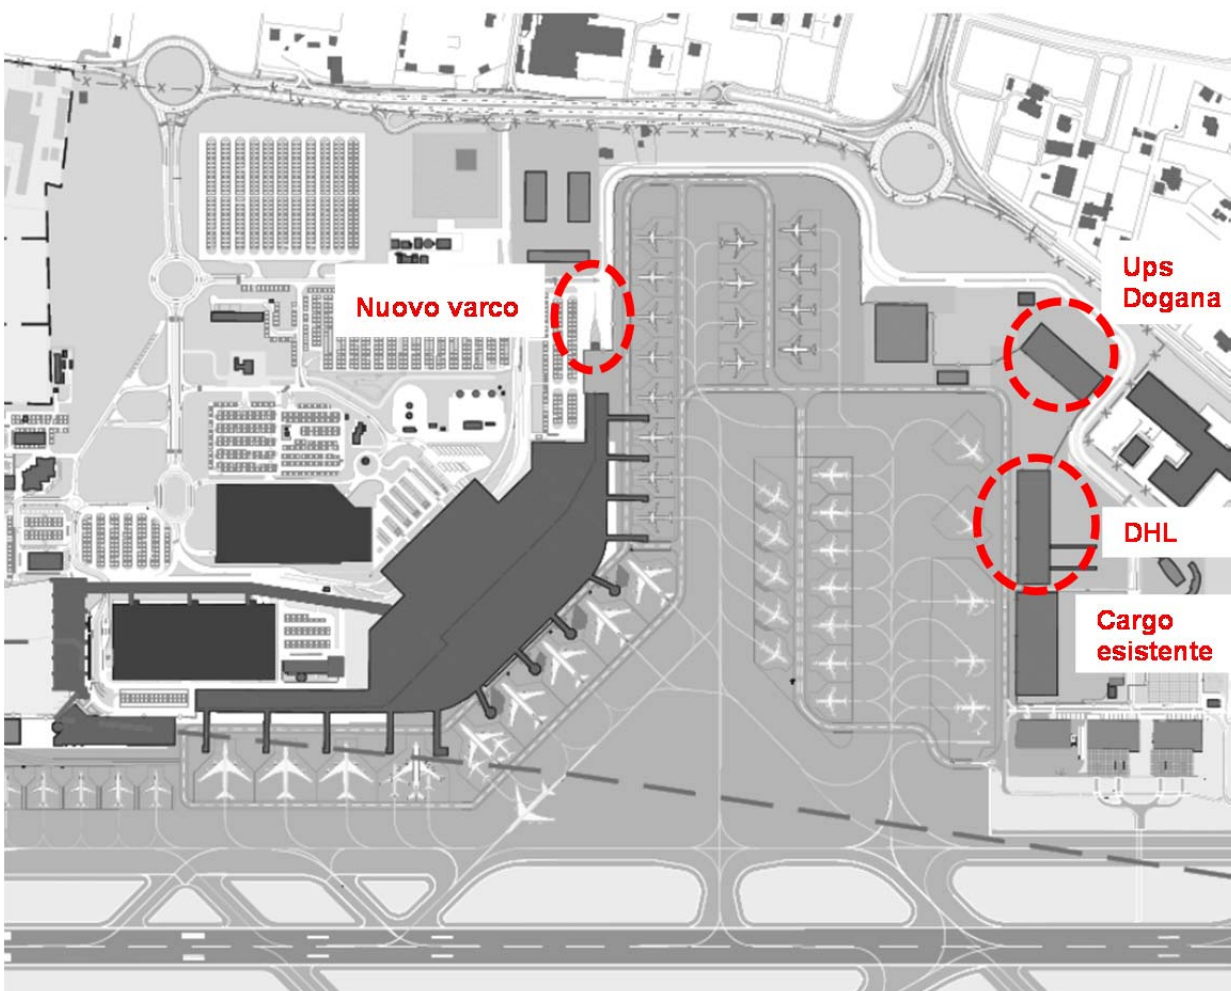 Ups
Dogana
Nuovo varco
DHL
Cargo
esistente